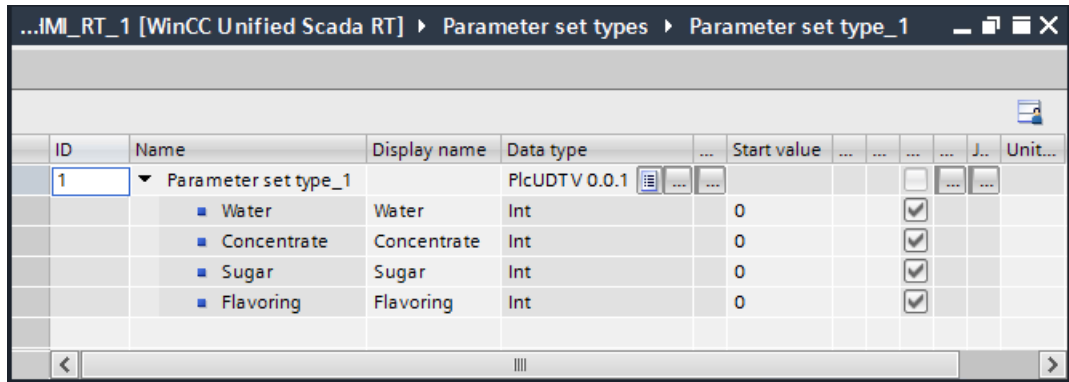 ...IMI_RT_1 [WinCC Unified Scada RT] Parameter set types Parameter set type_1
ID Name Display name Data type ... Start value ... ... ... ... J... Unit...
1 Parameter set type_1 PlcUDT V 0.0.1 ... ... ... ...
Water Water Int 0
Concentrate Concentrate Int 0
Sugar Sugar Int 0
Flavoring Flavoring Int 0